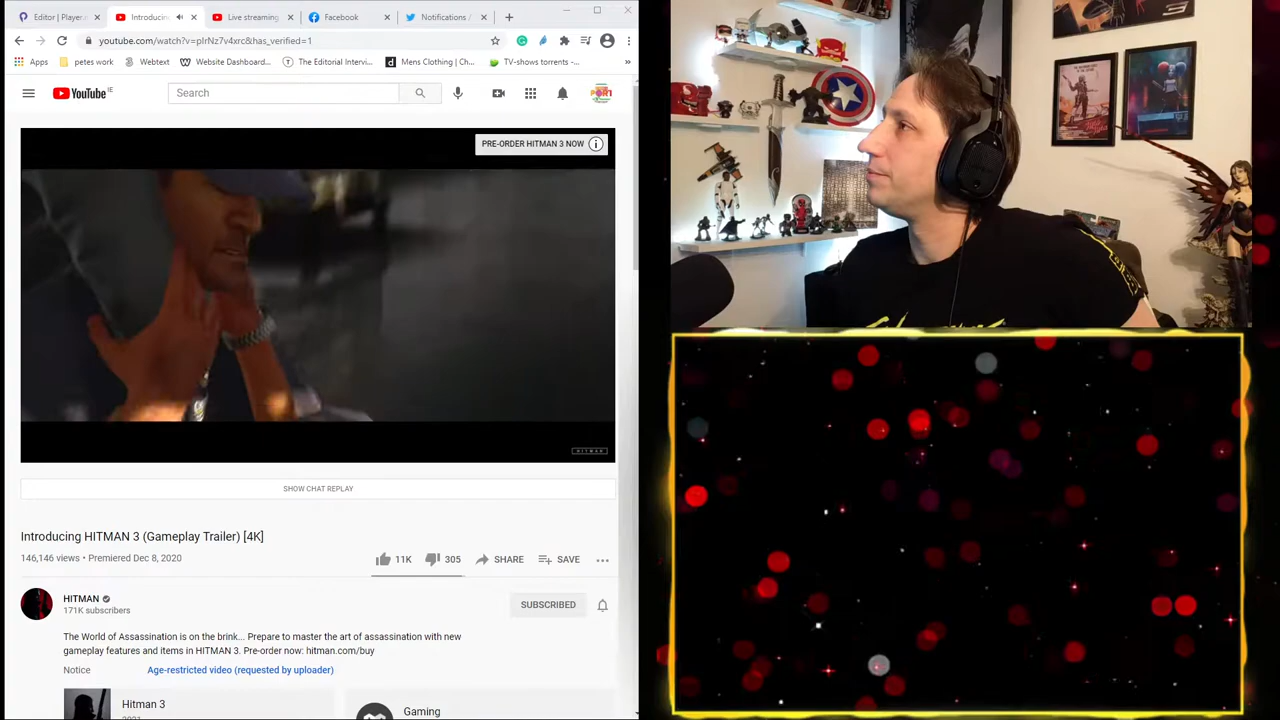 Editor | Player
Introducing
Live streaming
Facebook
Notifications /
youtube.com/watch?v=pIrNz7v4xrc&has_verified=1
Apps
petes work
Webtext
Website Dashboard...
The Editorial Intervi...
Mens Clothing | Ch...
TV-shows torrents -...
»
YouTube IE
Search
PRE-ORDER HITMAN 3 NOW
HITMAN
SHOW CHAT REPLAY
Introducing HITMAN 3 (Gameplay Trailer) [4K]
146,146 views • Premiered Dec 8, 2020
11K
305
SHARE
SAVE
HITMAN
171K subscribers
SUBSCRIBED
The World of Assassination is on the brink... Prepare to master the art of assassination with new
gameplay features and items in HITMAN 3. Pre-order now: hitman.com/buy
Notice
Age-restricted video (requested by uploader)
Hitman 3
Gaming